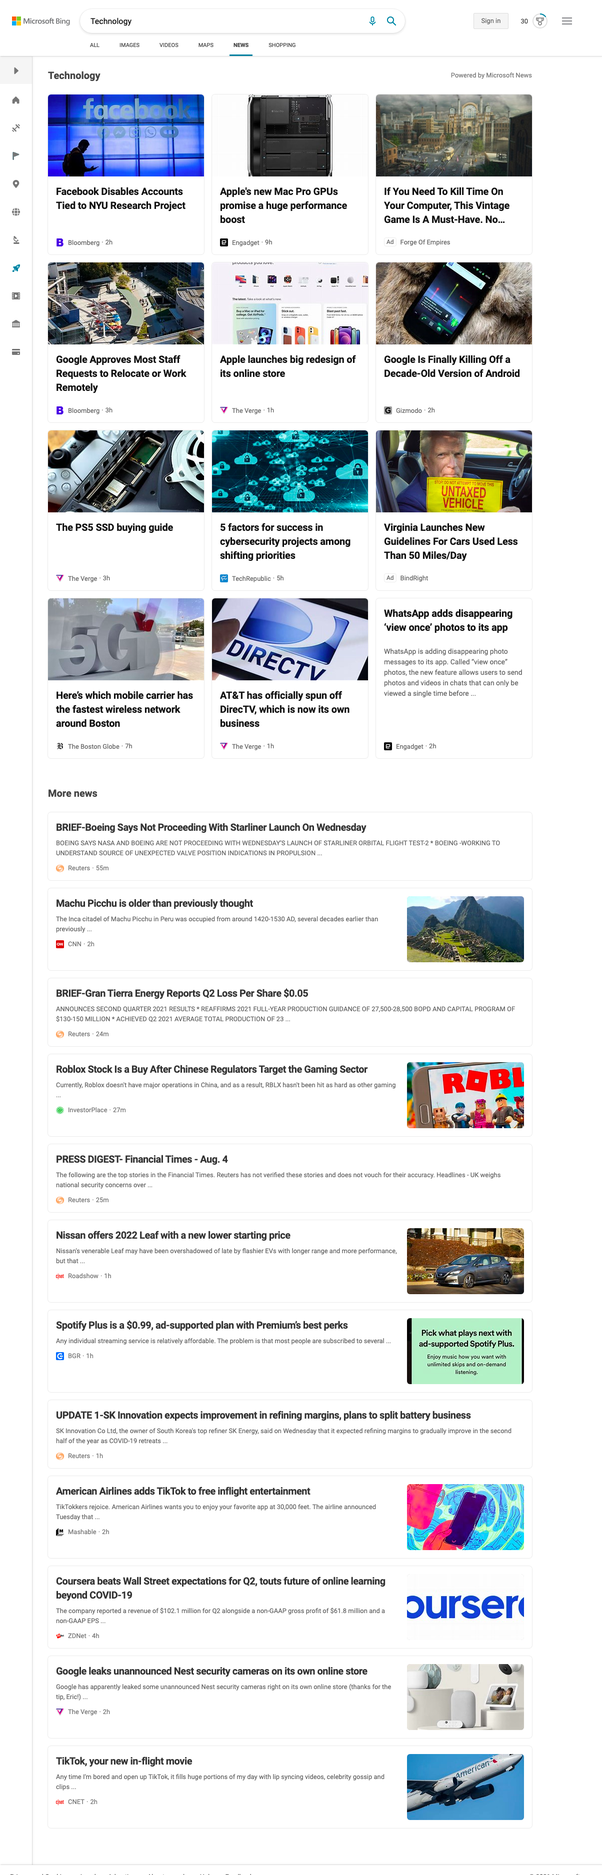 Microsoft Bing
Technology
Sign in
30
ALL
IMAGES
VIDEOS
MAPS
NEWS
SHOPPING
Technology
Powered by Microsoft News
facebook
Facebook Disables Accounts
Tied to NYU Research Project
Bloomberg · 2h
Apple's new Mac Pro GPUs
promise a huge performance
boost
Engadget · 9h
If You Need To Kill Time On
Your Computer, This Vintage
Game Is A Must-Have. No...
Ad Forge Of Empires
Google Approves Most Staff
Requests to Relocate or Work
Remotely
Bloomberg · 3h
Apple launches big redesign of
its online store
The Verge · 1h
Google Is Finally Killing Off a
Decade-Old Version of Android
Gizmodo · 2h
The PS5 SSD buying guide
The Verge · 3h
5 factors for success in
cybersecurity projects among
shifting priorities
TechRepublic · 5h
UNTAXED
VEHICLE
Virginia Launches New
Guidelines For Cars Used Less
Than 50 Miles/Day
Ad BindRight
5G
Here's which mobile carrier has
the fastest wireless network
around Boston
The Boston Globe · 7h
DIRECTV
AT&T has officially spun off
DirecTV, which is now its own
business
The Verge · 1h
WhatsApp adds disappearing
'view once' photos to its app
WhatsApp is adding disappearing photo
messages to its app. Called "view once"
photos, the new feature allows users to send
photos and videos in chats that can only be
viewed a single time before ...
Engadget · 2h
More news
BRIEF-Boeing Says Not Proceeding With Starliner Launch On Wednesday
BOEING SAYS NASA AND BOEING ARE NOT PROCEEDING WITH WEDNESDAY'S LAUNCH OF STARLINER ORBITAL FLIGHT TEST-2 * BOEING -WORKING TO
UNDERSTAND SOURCE OF UNEXPECTED VALVE POSITION INDICATIONS IN PROPULSION ...
Reuters · 55m
Machu Picchu is older than previously thought
The Inca citadel of Machu Picchu in Peru was occupied from around 1420-1530 AD, several decades earlier than
previously ...
CNN · 2h
BRIEF-Gran Tierra Energy Reports Q2 Loss Per Share $0.05
ANNOUNCES SECOND QUARTER 2021 RESULTS * REAFFIRMS 2021 FULL-YEAR PRODUCTION GUIDANCE OF 27,500-28,500 BOPD AND CAPITAL PROGRAM OF
$130-150 MILLION * ACHIEVED Q2 2021 AVERAGE TOTAL PRODUCTION OF 23 ...
Reuters · 24m
Roblox Stock Is a Buy After Chinese Regulators Target the Gaming Sector
Currently, Roblox doesn't have major operations in China, and as a result, RBLX hasn't been hit as hard as other gaming
...
InvestorPlace · 27m
ROBL
PRESS DIGEST- Financial Times - Aug. 4
The following are the top stories in the Financial Times. Reuters has not verified these stories and does not vouch for their accuracy. Headlines - UK weighs
national security concerns over ...
Reuters · 25m
Nissan offers 2022 Leaf with a new lower starting price
Nissan's venerable Leaf may have been overshadowed of late by flashier EVs with longer range and more performance,
but that ...
Roadshow · 1h
Spotify Plus is a $0.99, ad-supported plan with Premium's best perks
Any individual streaming service is relatively affordable. The problem is that most people are subscribed to several ...
BGR · 1h
Pick what plays next with
ad-supported Spotify Plus.
Enjoy music how you want with
unlimited skips and on-demand
listening.
UPDATE 1-SK Innovation expects improvement in refining margins, plans to split battery business
SK Innovation Co Ltd, the owner of South Korea's top refiner SK Energy, said on Wednesday that it expected refining margins to gradually improve in the second
half of the year as COVID-19 retreats ...
Reuters · 1h
American Airlines adds TikTok to free inflight entertainment
TikTokkers rejoice. American Airlines wants you to enjoy your favorite app at 30,000 feet. The airline announced
Tuesday that ...
Mashable · 2h
Coursera beats Wall Street expectations for Q2, touts future of online learning
beyond COVID-19
The company reported a revenue of $102.1 million for Q2 alongside a non-GAAP gross profit of $61.8 million and a
non-GAAP EPS ...
ZDNet · 4h
oursera
Google leaks unannounced Nest security cameras on its own online store
Google has apparently leaked some unannounced Nest security cameras right on its own online store (thanks for the
tip, Eric!) ...
The Verge · 2h
TikTok, your new in-flight movie
Any time I'm bored and open up TikTok, it fills huge portions of my day with lip syncing videos, celebrity gossip and
clips ...
CNET · 2h
American